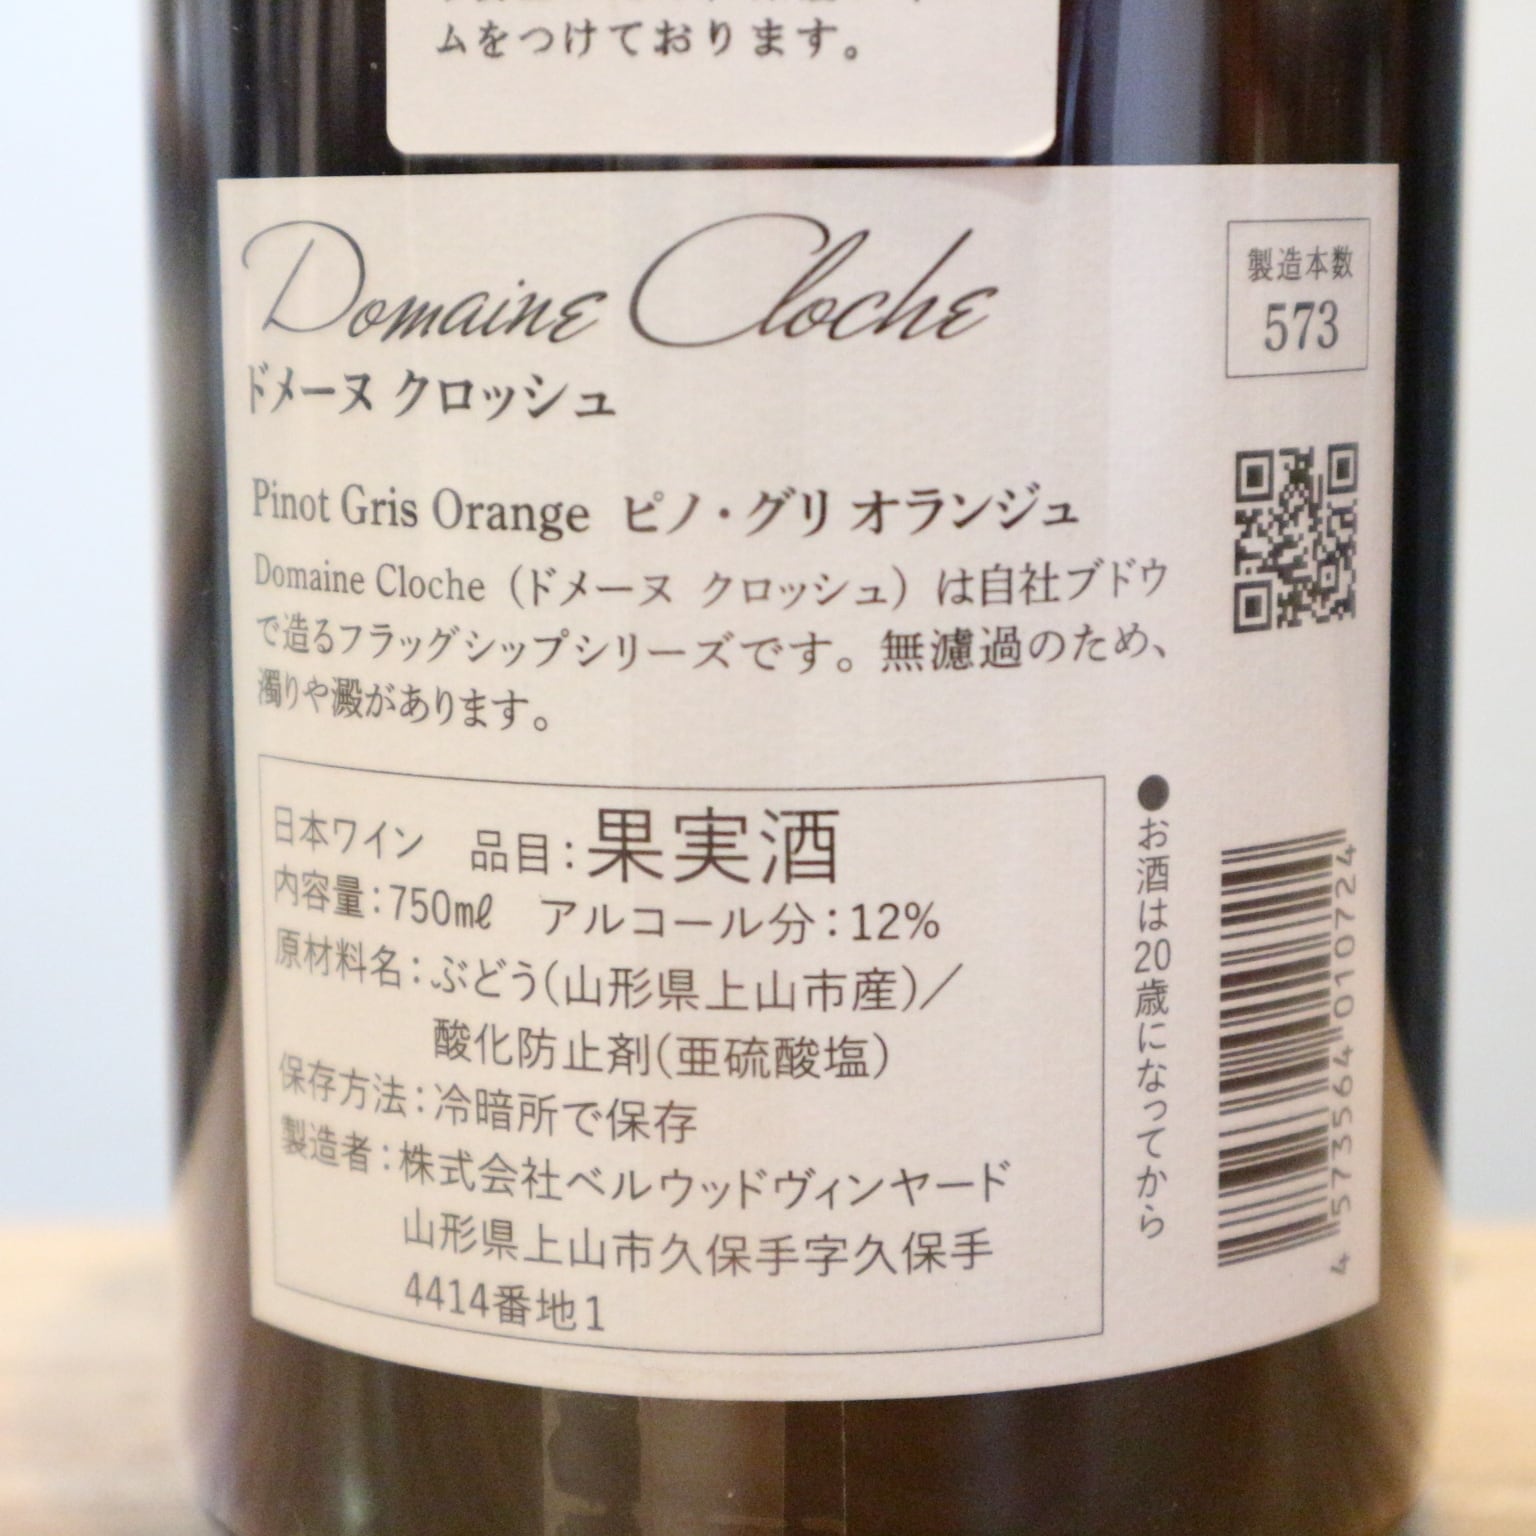 ムをつけております。
Domaine Cloche
ドメーヌ クロッシュ
製造本数
573
Pinot Gris Orange ピノ・グリ オランジュ
Domaine Cloche（ドメーヌ クロッシュ）は自社ブドウ
で造るフラッグシップシリーズです。無濾過のため、
濁りや澱があります。
日本ワイン 品目：果実酒
内容量：750mℓ アルコール分：12%
原材料名：ぶどう(山形県上山市産)／
酸化防止剤(亜硫酸塩)
保存方法：冷暗所で保存
製造者：株式会社ベルウッドヴィンヤード
山形県上山市久保手字久保手
4414番地1
●お酒は20歳になってから
4 573564 010724